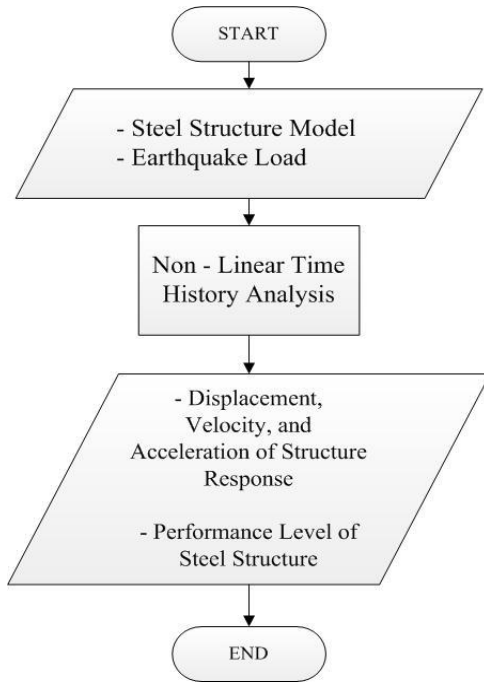 START
- Steel Structure Model
- Earthquake Load
Non - Linear Time
History Analysis
- Displacement,
Velocity, and
Acceleration of Structure
Response
- Performance Level of
Steel Structure
END